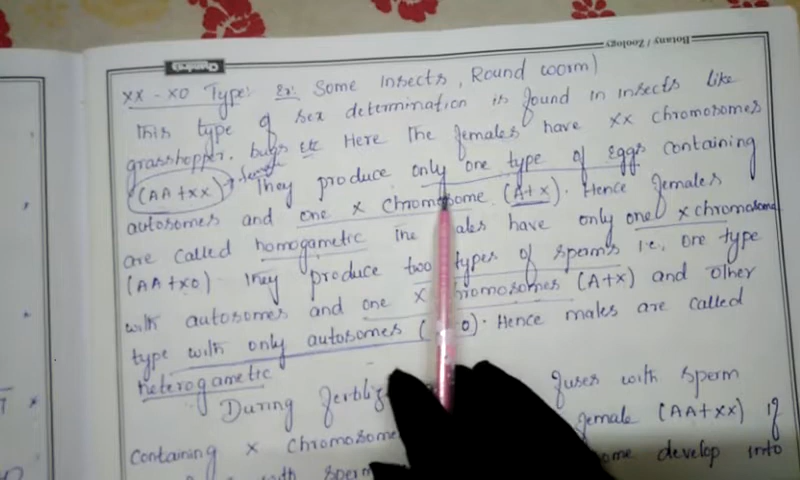 Botany / Zoology
XX - XO Type: Ex: Some Insects, Round worm)
This type of sex determination is found in insects like
grasshopper, bugs etc Here The females have XX chromosomes
(AA+XX) → female They produce only one type of Eggs containing
autosomes and one X chromosome (A+X). Hence females
are called homogametic The males have only one X chromosome
(AA+XO) They produce two types of sperms i.e, one type
with autosomes and one X chromosomes (A+X) and other
type with only autosomes ( 0). Hence males are called
heterogametic
During fuses with sperm
Containing X Chromosome female (AA+XX) If
with sperm develop into